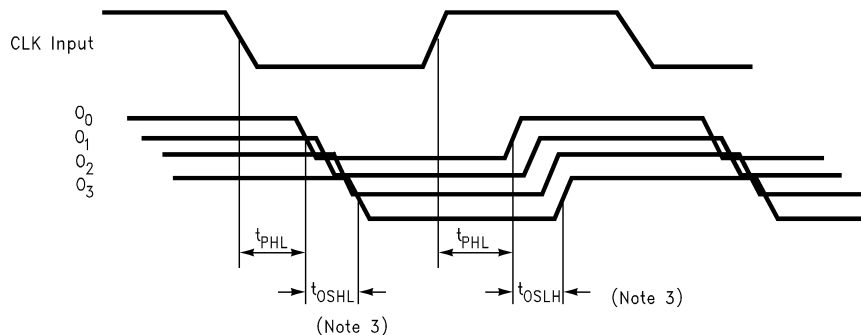 CLK Input
O0
O1
O2
O3
tPHL
tPHL
tOSHL
tOSLH
(Note 3)
(Note 3)